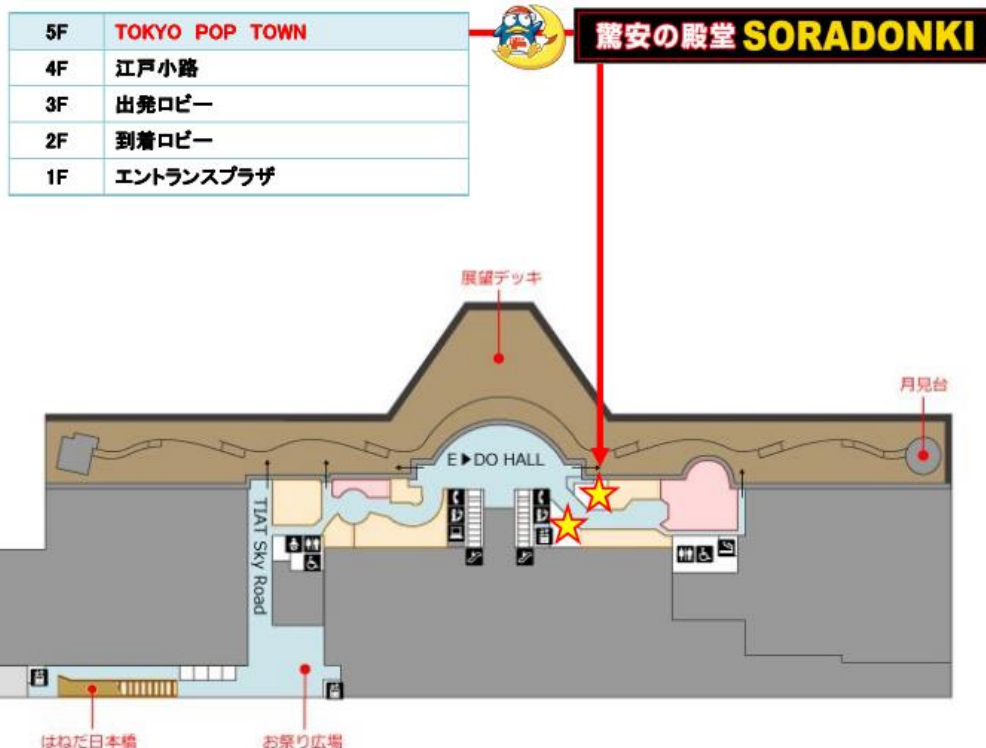 5F TOKYO POP TOWN
4F 江戸小路
3F 出発ロビー
2F 到着ロビー
1F エントランスプラザ
驚安の殿堂 SORADONKI
展望デッキ
月見台
E▶DO HALL
TIAT Sky Road
はねだ日本橋
お祭り広場